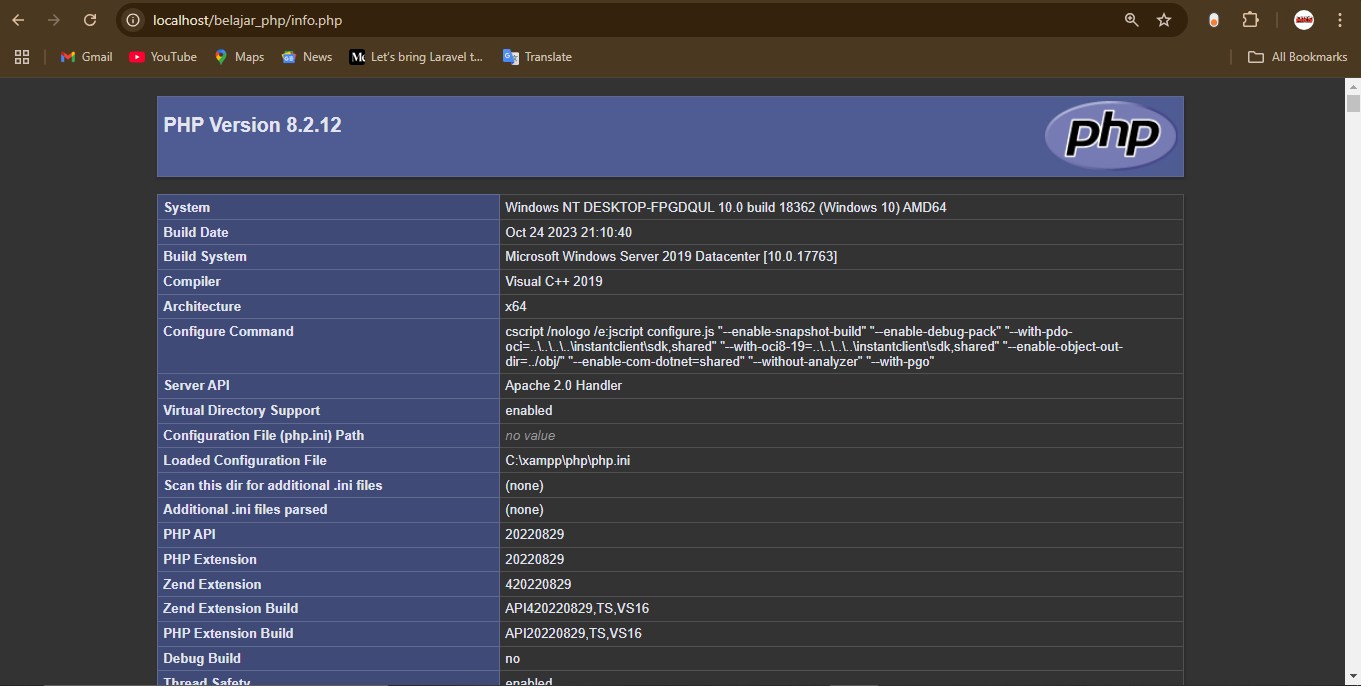 localhost/belajar_php/info.php
Gmail
YouTube
Maps
News
Let's bring Laravel t...
Translate
All Bookmarks
PHP Version 8.2.12
php
System Windows NT DESKTOP-FPGDQUL 10.0 build 18362 (Windows 10) AMD64
Build Date Oct 24 2023 21:10:40
Build System Microsoft Windows Server 2019 Datacenter [10.0.17763]
Compiler Visual C++ 2019
Architecture x64
Configure Command cscript /nologo /e:jscript configure.js "--enable-snapshot-build" "--enable-debug-pack" "--with-pdo-
oci=..\..\..\..\instantclient\sdk,shared" "--with-oci8-19=..\..\..\..\instantclient\sdk,shared" "--enable-object-out-
dir=../obj/" "--enable-com-dotnet=shared" "--without-analyzer" "--with-pgo"
Server API Apache 2.0 Handler
Virtual Directory Support enabled
Configuration File (php.ini) Path no value
Loaded Configuration File C:\xampp\php\php.ini
Scan this dir for additional .ini files (none)
Additional .ini files parsed (none)
PHP API 20220829
PHP Extension 20220829
Zend Extension 420220829
Zend Extension Build API420220829,TS,VS16
PHP Extension Build API20220829,TS,VS16
Debug Build no
Thread Safety enabled